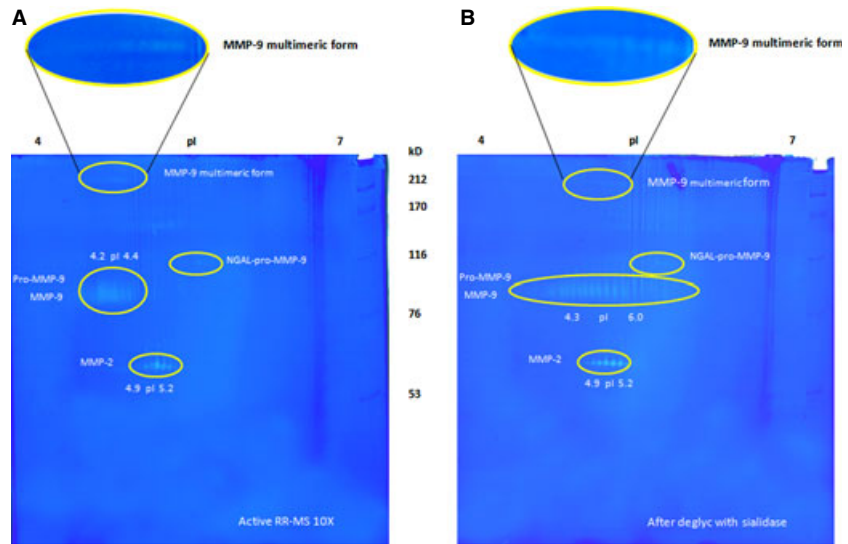 A
MMP-9 multimeric form
4 pI 7
kD
MMP-9 multimeric form
212
170
4.2 pI 4.4
NGAL-pro-MMP-9
116
Pro-MMP-9
MMP-9
76
MMP-2
4.9 pI 5.2
53
Active RR-MS 10X
B
MMP-9 multimeric form
4 pI 7
MMP-9 multimericform
NGAL-pro-MMP-9
Pro-MMP-9
MMP-9
4.3 pI 6.0
MMP-2
4.9 pI 5.2
After deglyc with sialidase